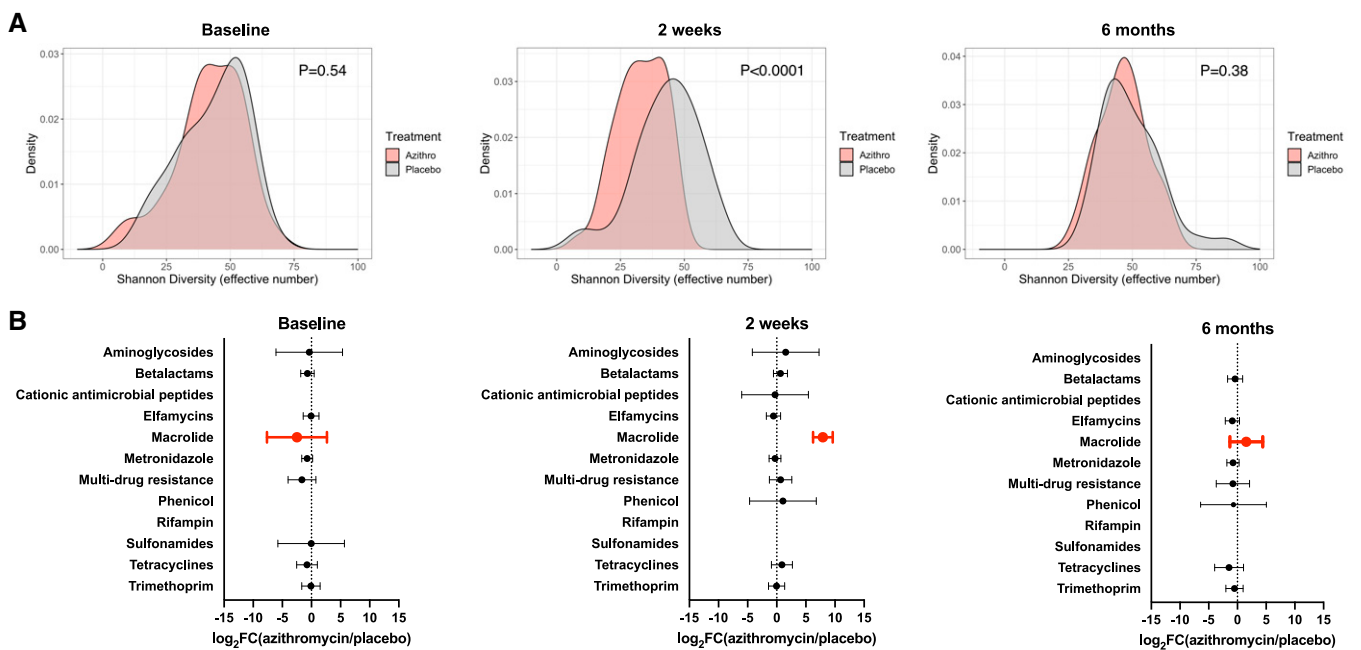 A
Baseline
P=0.54
0.03
0.02
0.01
0.00
Density
0 25 50 75 100
Shannon Diversity (effective number)
Treatment
Azithro
Placebo
2 weeks
P<0.0001
0.03
0.02
0.01
0.00
Density
0 25 50 75 100
Shannon Diversity (effective number)
Treatment
Azithro
Placebo
6 months
P=0.38
0.04
0.03
0.02
0.01
0.00
Density
0 25 50 75 100
Shannon Diversity (effective number)
Treatment
Azithro
Placebo
B
Baseline
Aminoglycosides
Betalactams
Cationic antimicrobial peptides
Elfamycins
Macrolide
Metronidazole
Multi-drug resistance
Phenicol
Rifampin
Sulfonamides
Tetracyclines
Trimethoprim
-15 -10 -5 0 5 10 15
log₂FC(azithromycin/placebo)
2 weeks
Aminoglycosides
Betalactams
Cationic antimicrobial peptides
Elfamycins
Macrolide
Metronidazole
Multi-drug resistance
Phenicol
Rifampin
Sulfonamides
Tetracyclines
Trimethoprim
-15 -10 -5 0 5 10 15
log₂FC(azithromycin/placebo)
6 months
Aminoglycosides
Betalactams
Cationic antimicrobial peptides
Elfamycins
Macrolide
Metronidazole
Multi-drug resistance
Phenicol
Rifampin
Sulfonamides
Tetracyclines
Trimethoprim
-15 -10 -5 0 5 10 15
log₂FC(azithromycin/placebo)